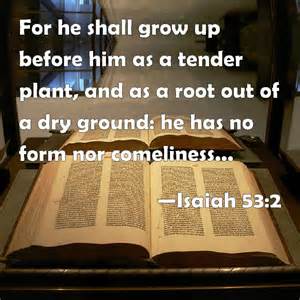 For he shall grow up
before him as a tender
plant, and as a root out of
a dry ground: he has no
form nor comeliness...
—Isaiah 53:2